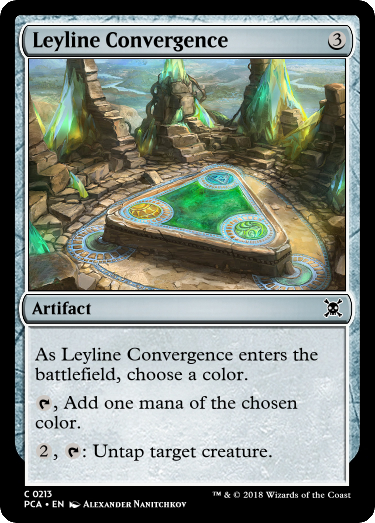 Leyline Convergence 3
Artifact
As Leyline Convergence enters the
battlefield, choose a color.
, Add one mana of the chosen
color.
2 , : Untap target creature.
C 0213
PCA • EN ALEXANDER NANITCHKOV
™ & © 2018 Wizards of the Coast